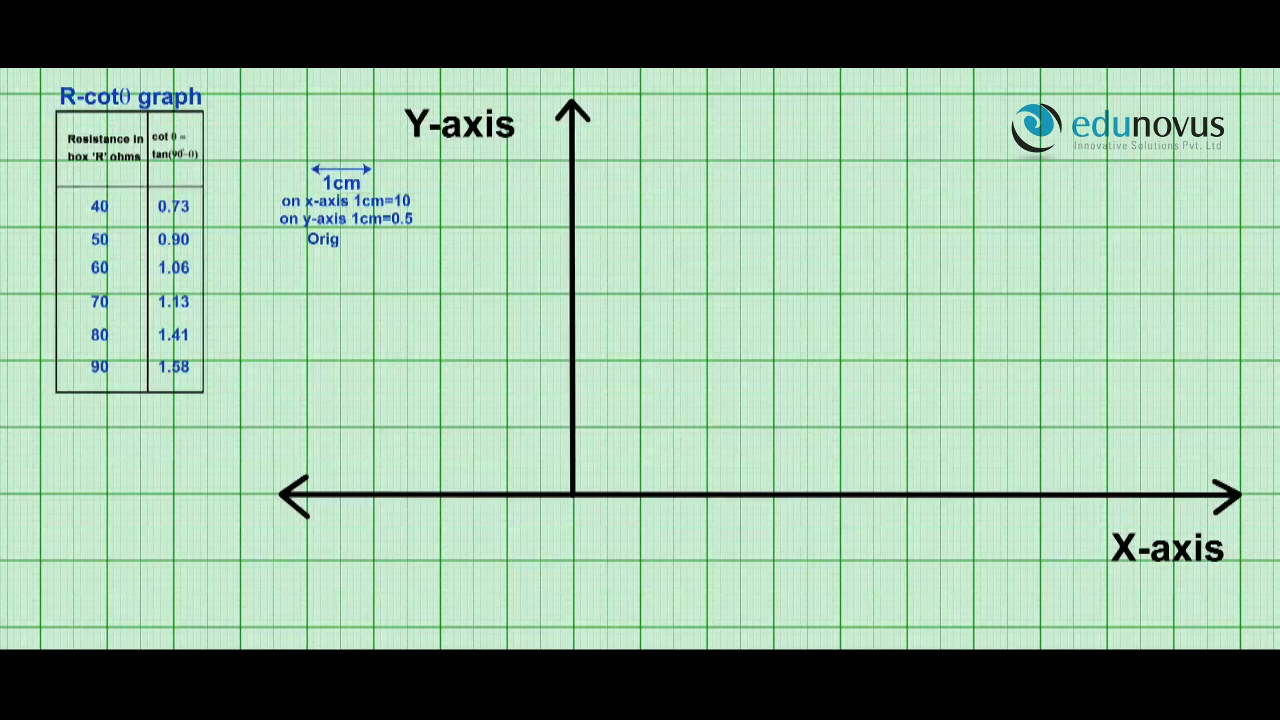 R-cotθ graph
Resistance in box 'R' ohms
cot θ = tan(90°-θ)
40 0.73
50 0.90
60 1.06
70 1.13
80 1.41
90 1.58
1cm
on x-axis 1cm=10
on y-axis 1cm=0.5
Orig
Y-axis
X-axis
edunovus
Innovative Solutions Pvt. Ltd